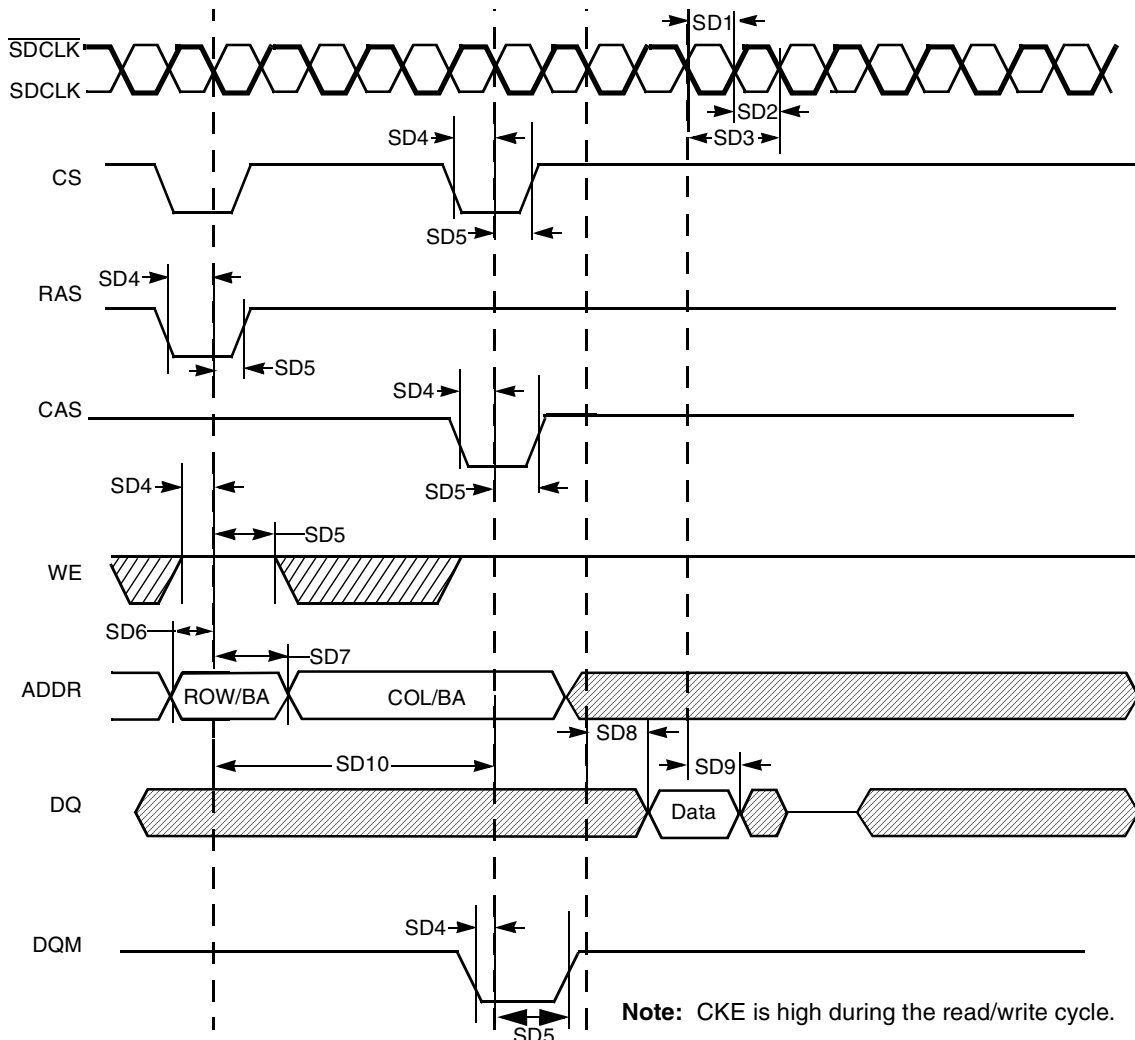 SD1
SDCLK
SDCLK
SD2
SD4
SD3
CS
SD5
SD4
RAS
SD5
SD4
CAS
SD4
SD5
SD5
WE
SD6
SD7
ADDR
ROW/BA
COL/BA
SD8
SD10
SD9
DQ
Data
SD4
DQM
Note: CKE is high during the read/write cycle.
SD5